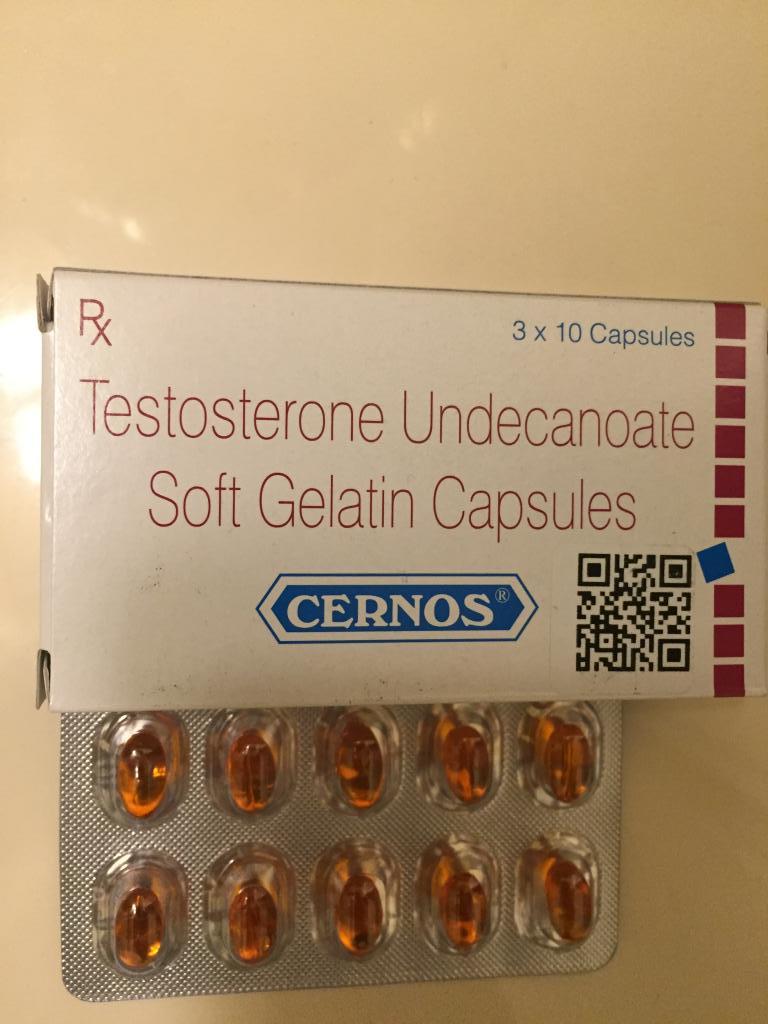 Rx
3 x 10 Capsules
Testosterone Undecanoate
Soft Gelatin Capsules
CERNOS®